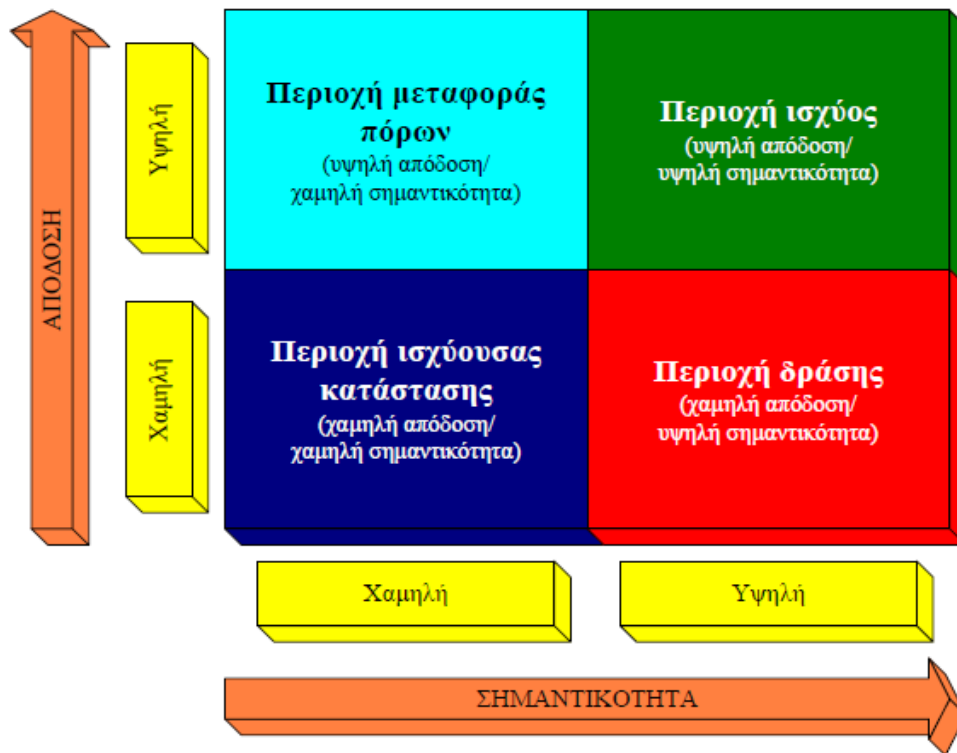 ΑΠΟΔΟΣΗ
Υψηλή
Περιοχή μεταφοράς
πόρων
(υψηλή απόδοση/
χαμηλή σημαντικότητα)
Περιοχή ισχύος
(υψηλή απόδοση/
υψηλή σημαντικότητα)
Χαμηλή
Περιοχή ισχύουσας
κατάστασης
(χαμηλή απόδοση/
χαμηλή σημαντικότητα)
Περιοχή δράσης
(χαμηλή απόδοση/
υψηλή σημαντικότητα)
Χαμηλή
Υψηλή
ΣΗΜΑΝΤΙΚΟΤΗΤΑ